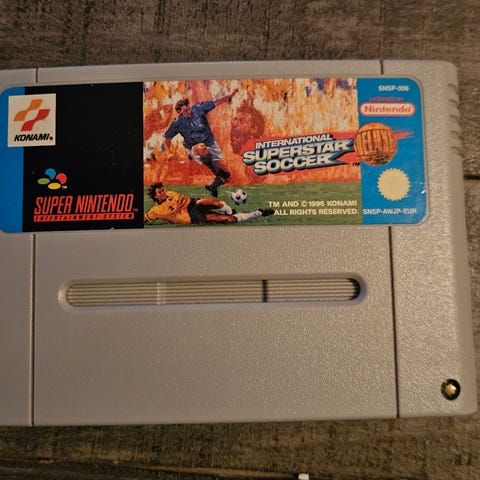 KONAMI®
SUPER NINTENDO™
ENTERTAINMENT SYSTEM
INTERNATIONAL
SUPERSTAR
SOCCER
DELUXE
TM AND © 1995 KONAMI
ALL RIGHTS RESERVED.
SNSP-006
LICENSED BY
Nintendo
SNSP-AWJP-EUR